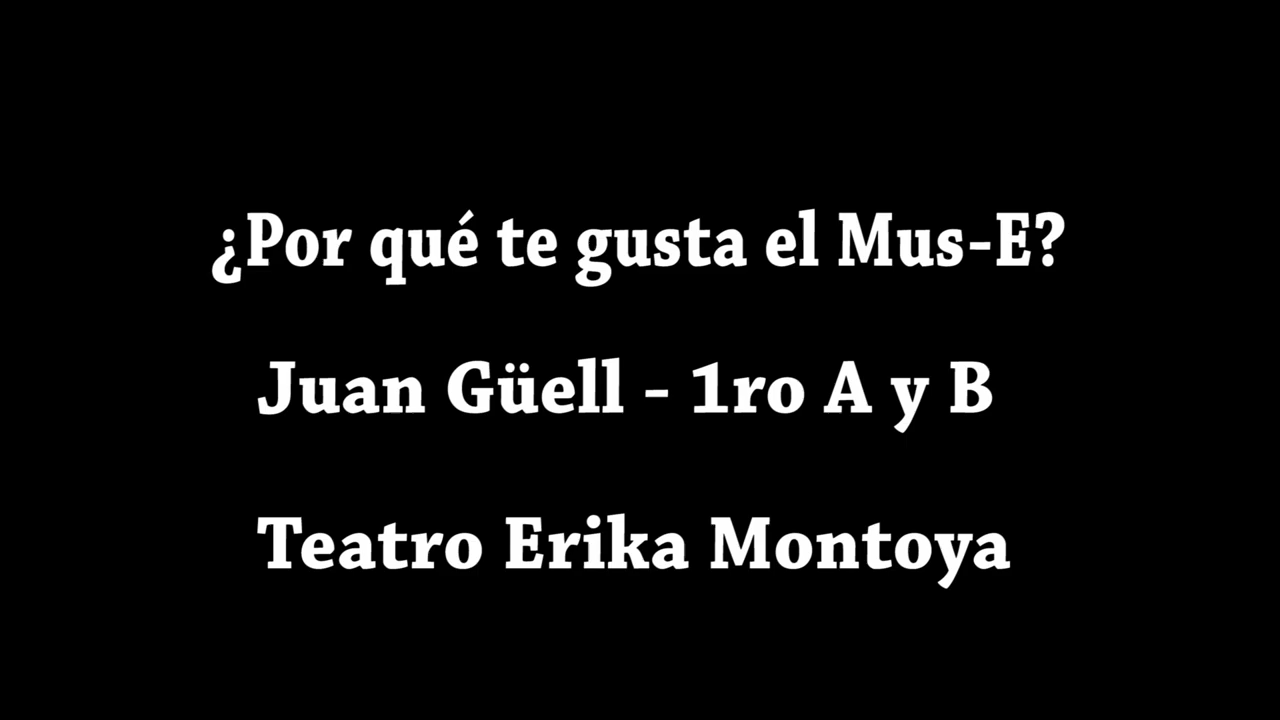 ¿Por qué te gusta el Mus-E?
Juan Güell - 1ro A y B
Teatro Erika Montoya